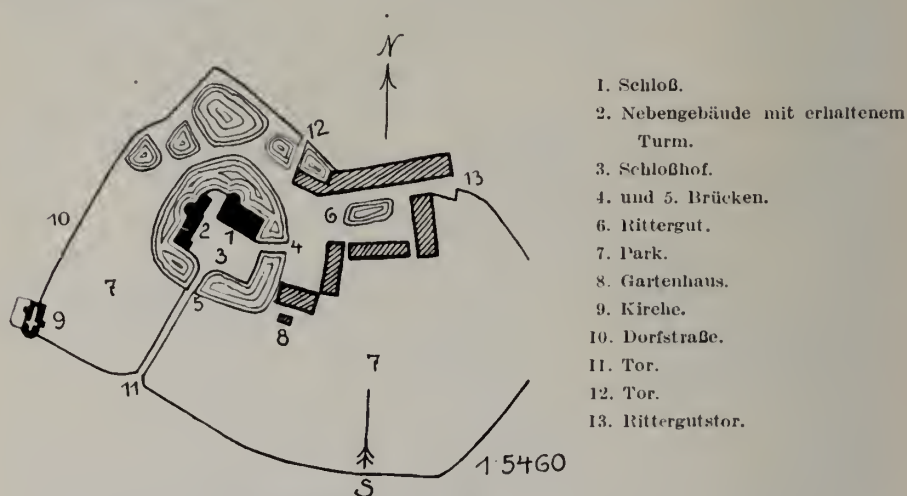 N
12
13
6
10
2
1
4
3
7
5
9
8
7
11
1:5460
S
1. Schloß.
2. Nebengebäude mit erhaltenem
Turm.
3. Schloßhof.
4. und 5. Brücken.
6. Rittergut.
7. Park.
8. Gartenhaus.
9. Kirche.
10. Dorfstraße.
11. Tor.
12. Tor.
13. Rittergutstor.